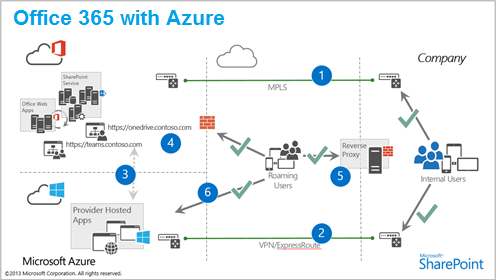 Office 365 with Azure
Company
SharePoint
Service
Office Web
Apps
1
MPLS
https://onedrive.contoso.com
https://teams.contoso.com
4
Reverse
Proxy
3
Roaming
Users
5
Internal Users
6
Provider Hosted
Apps
2
VPN/ExpressRoute
Microsoft Azure
©2013 Microsoft Corporation. All rights reserved.
Microsoft®
SharePoint